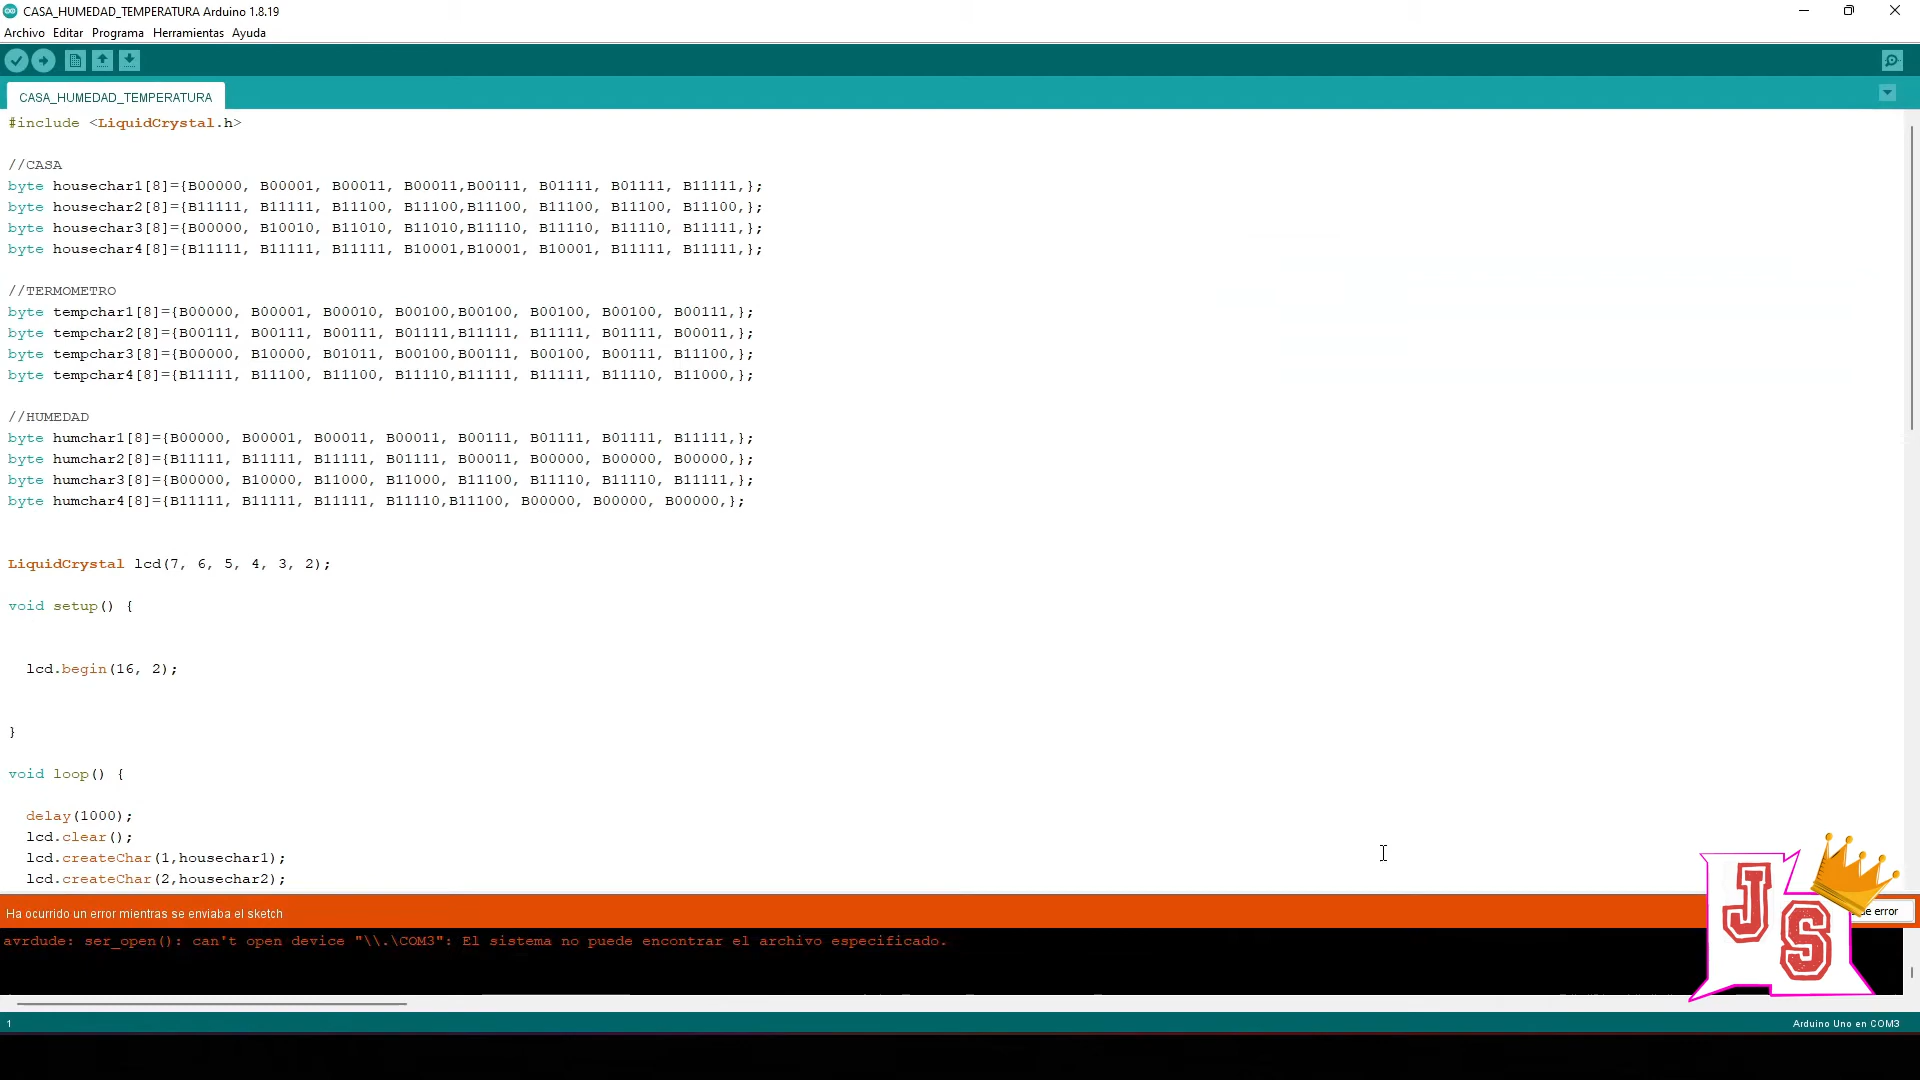 CASA_HUMEDAD_TEMPERATURA Arduino 1.8.19
Archivo Editar Programa Herramientas Ayuda
CASA_HUMEDAD_TEMPERATURA
#include <LiquidCrystal.h>
//CASA
byte housechar1[8]={B00000, B00001, B00011, B00011,B00111, B01111, B01111, B11111,};
byte housechar2[8]={B11111, B11111, B11100, B11100,B11100, B11100, B11100, B11100,};
byte housechar3[8]={B00000, B10010, B11010, B11010,B11110, B11110, B11110, B11111,};
byte housechar4[8]={B11111, B11111, B11111, B10001,B10001, B10001, B11111, B11111,};
//TERMOMETRO
byte tempchar1[8]={B00000, B00001, B00010, B00100,B00100, B00100, B00100, B00111,};
byte tempchar2[8]={B00111, B00111, B00111, B01111,B11111, B11111, B01111, B00011,};
byte tempchar3[8]={B00000, B10000, B01011, B00100,B00111, B00100, B00111, B11100,};
byte tempchar4[8]={B11111, B11100, B11100, B11110,B11111, B11111, B11110, B11000,};
//HUMEDAD
byte humchar1[8]={B00000, B00001, B00011, B00011, B00111, B01111, B01111, B11111,};
byte humchar2[8]={B11111, B11111, B11111, B01111, B00011, B00000, B00000, B00000,};
byte humchar3[8]={B00000, B10000, B11000, B11000, B11100, B11110, B11110, B11111,};
byte humchar4[8]={B11111, B11111, B11111, B11110,B11100, B00000, B00000, B00000,};
LiquidCrystal lcd(7, 6, 5, 4, 3, 2);
void setup() {
lcd.begin(16, 2);
}
void loop() {
delay(1000);
lcd.clear();
lcd.createChar(1,housechar1);
lcd.createChar(2,housechar2);
Ha ocurrido un error mientras se enviaba el sketch
de error
avrdude: ser_open(): can't open device "\\.\COM3": El sistema no puede encontrar el archivo especificado.
JS
1
Arduino Uno en COM3